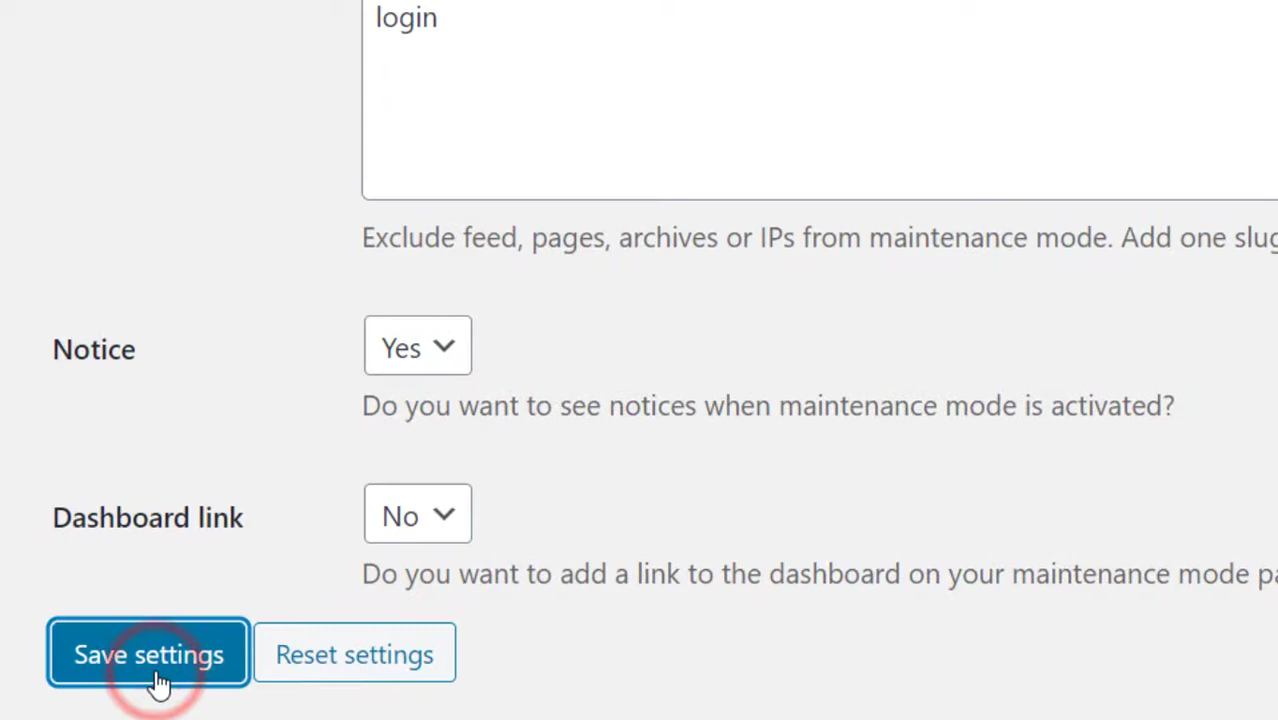 login
Exclude feed, pages, archives or IPs from maintenance mode. Add one slug
Notice
Yes
Do you want to see notices when maintenance mode is activated?
Dashboard link
No
Do you want to add a link to the dashboard on your maintenance mode pa
Save settings
Reset settings